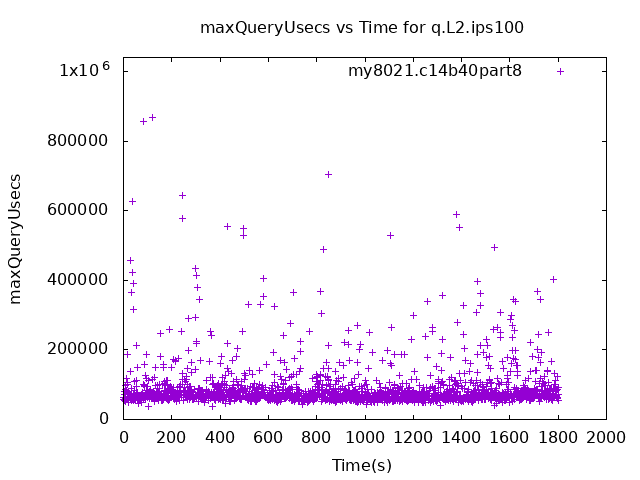 maxQueryUsecs vs Time for q.L2.ips100
my8021.c14b40part8
maxQueryUsecs
1x10^6
800000
600000
400000
200000
0
0 200 400 600 800 1000 1200 1400 1600 1800 2000
Time(s)